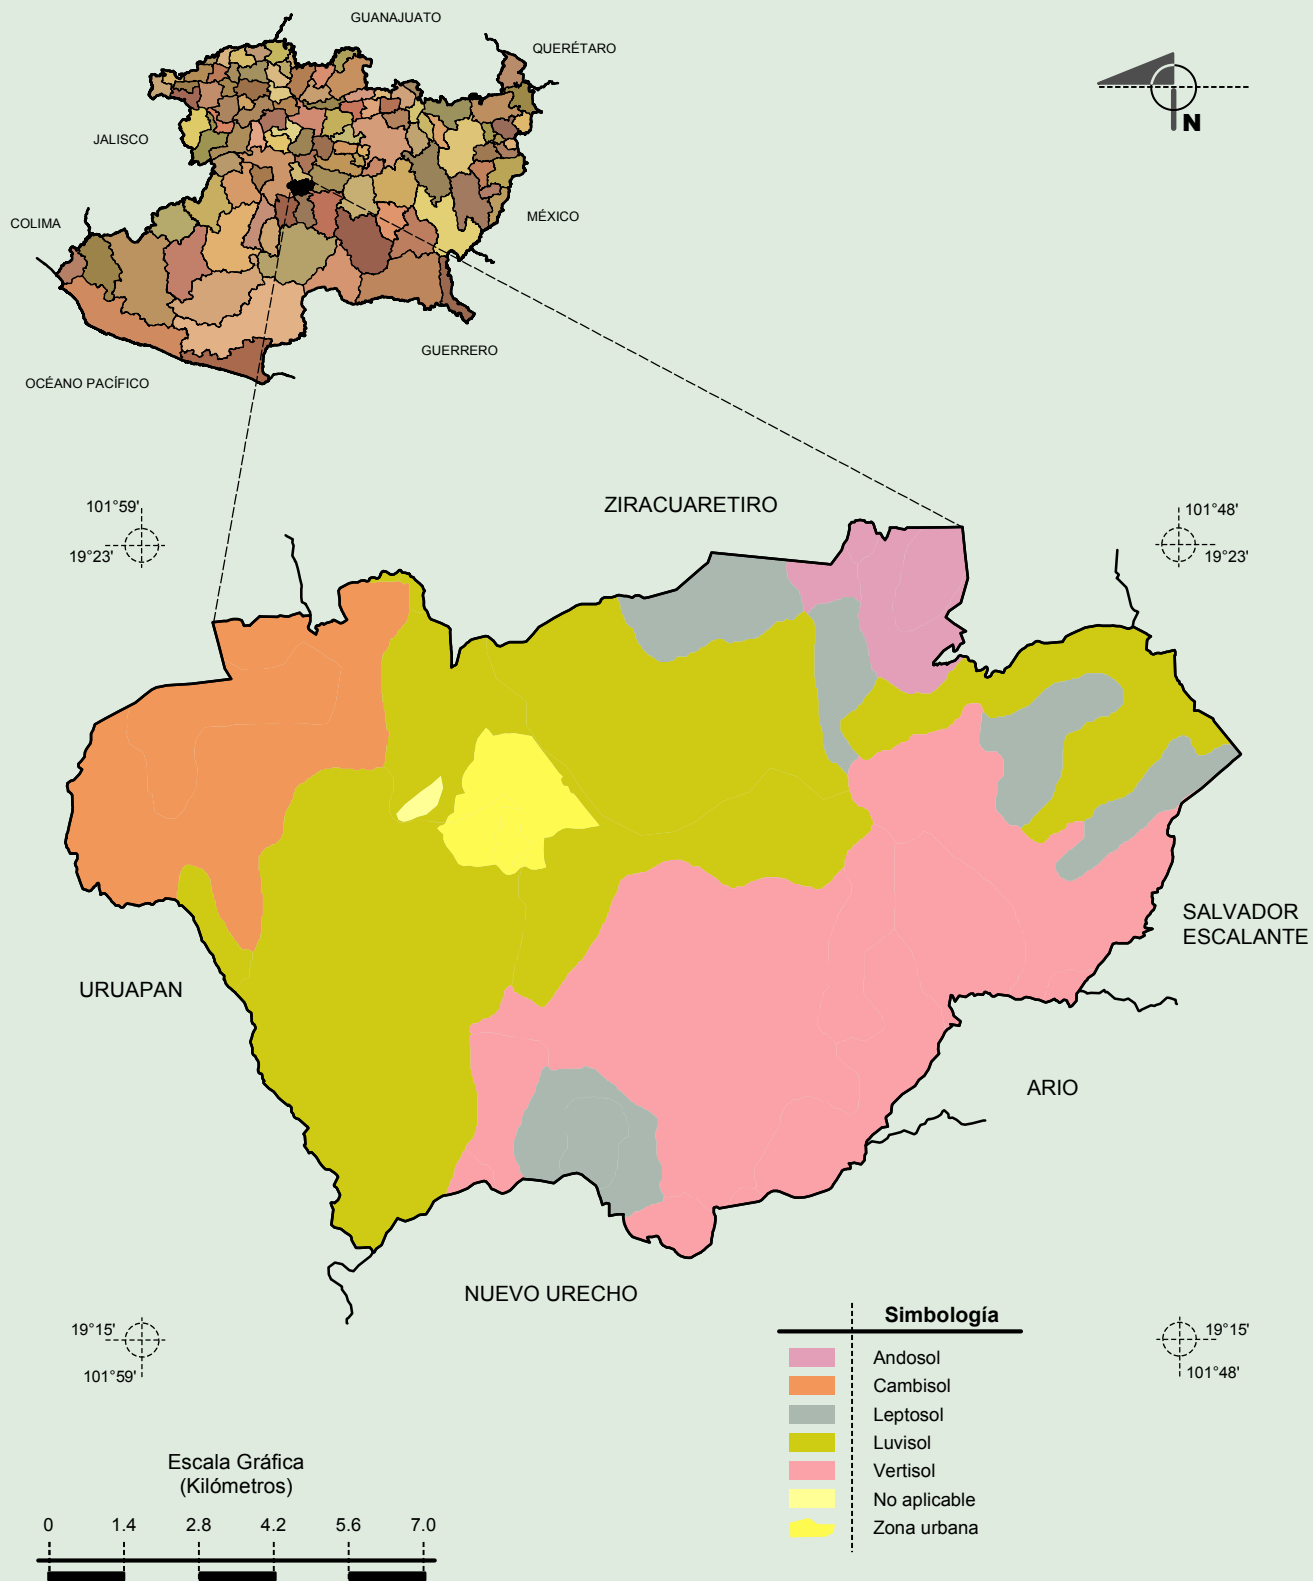 GUANAJUATO
QUERÉTARO
JALISCO
N
COLIMA
MÉXICO
GUERRERO
OCÉANO PACÍFICO
101°59'
19°23'
ZIRACUARETIRO
101°48'
19°23'
SALVADOR
ESCALANTE
URUAPAN
ARIO
NUEVO URECHO
19°15'
101°59'
19°15'
101°48'
Simbología
Andosol
Cambisol
Leptosol
Luvisol
Vertisol
No aplicable
Zona urbana
Escala Gráfica
(Kilómetros)
0 1.4 2.8 4.2 5.6 7.0